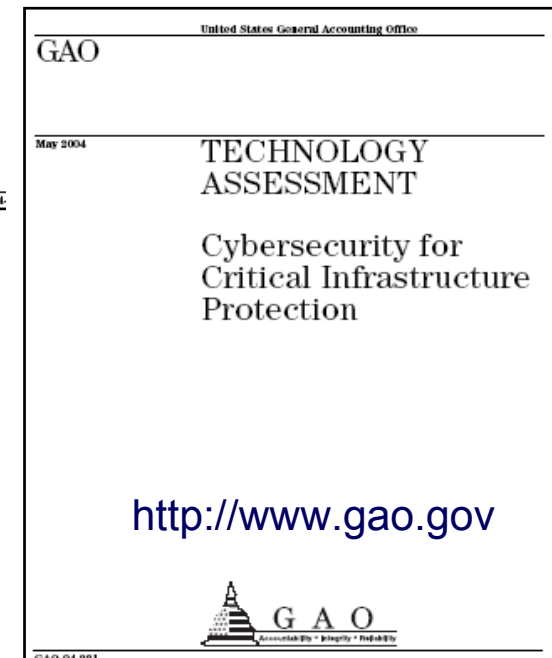 United States General Accounting Office
GAO
May 2004
TECHNOLOGY
ASSESSMENT
Cybersecurity for
Critical Infrastructure
Protection
http://www.gao.gov
G A O
Accountability * Integrity * Reliability